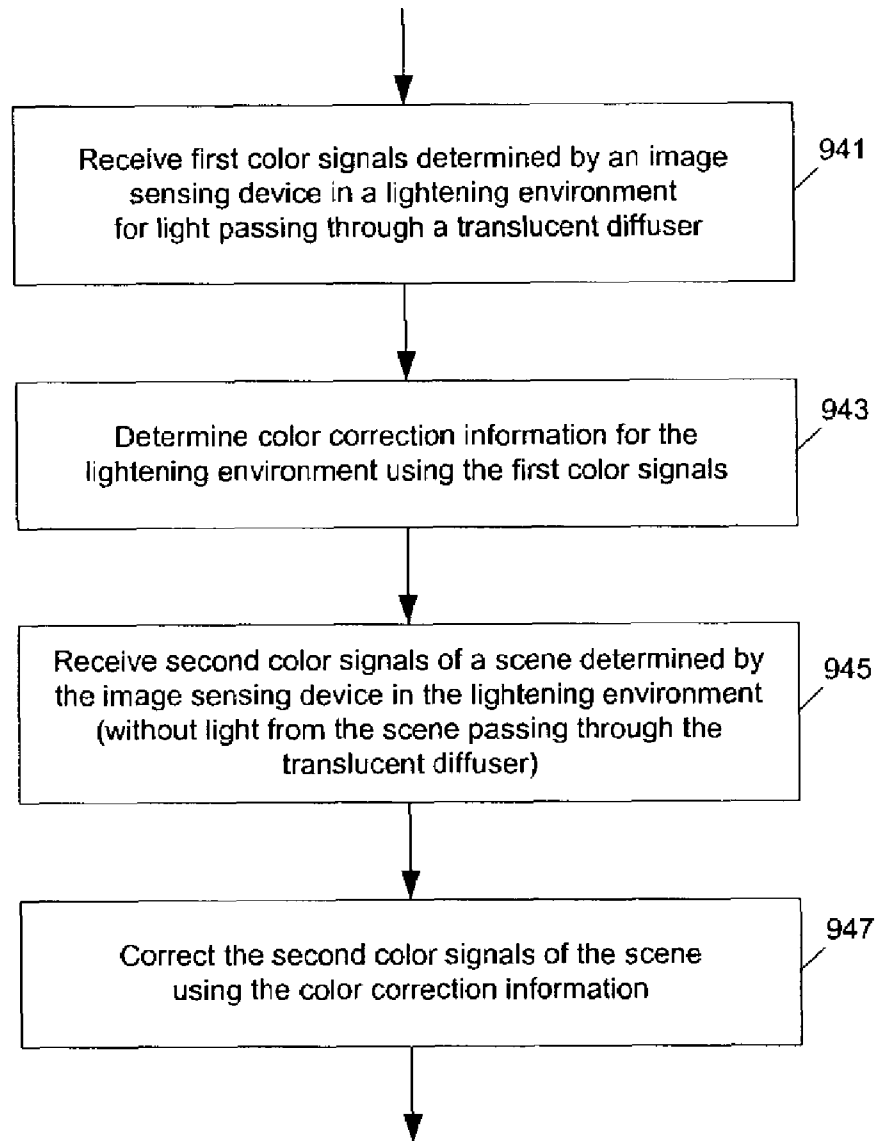 Receive first color signals determined by an image
sensing device in a lightening environment
for light passing through a translucent diffuser
941
Determine color correction information for the
lightening environment using the first color signals
943
Receive second color signals of a scene determined by
the image sensing device in the lightening environment
(without light from the scene passing through the
translucent diffuser)
945
Correct the second color signals of the scene
using the color correction information
947